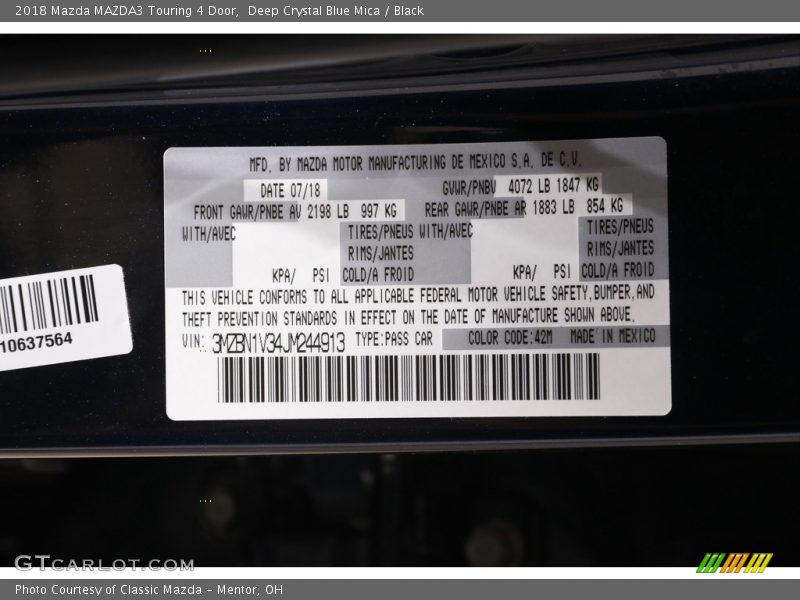 2018 Mazda MAZDA3 Touring 4 Door,  Deep Crystal Blue Mica / Black
MFD. BY MAZDA MOTOR MANUFACTURING DE MEXICO S.A. DE C.V.
DATE 07/18 GVWR/PNBV 4072 LB 1847 KG
FRONT GAWR/PNBE AV 2198 LB 997 KG REAR GAWR/PNBE AR 1883 LB 854 KG
WITH/AVEC TIRES/PNEUS WITH/AVEC TIRES/PNEUS
RIMS/JANTES RIMS/JANTES
KPA/ PSI COLD/A FROID KPA/ PSI COLD/A FROID
THIS VEHICLE CONFORMS TO ALL APPLICABLE FEDERAL MOTOR VEHICLE SAFETY, BUMPER, AND
THEFT PREVENTION STANDARDS IN EFFECT ON THE DATE OF MANUFACTURE SHOWN ABOVE.
VIN: 3MZBN1V34JM244913 TYPE:PASS CAR COLOR CODE:42M MADE IN MEXICO
10637564
GTCARLOT.COM
Photo Courtesy of Classic Mazda - Mentor, OH